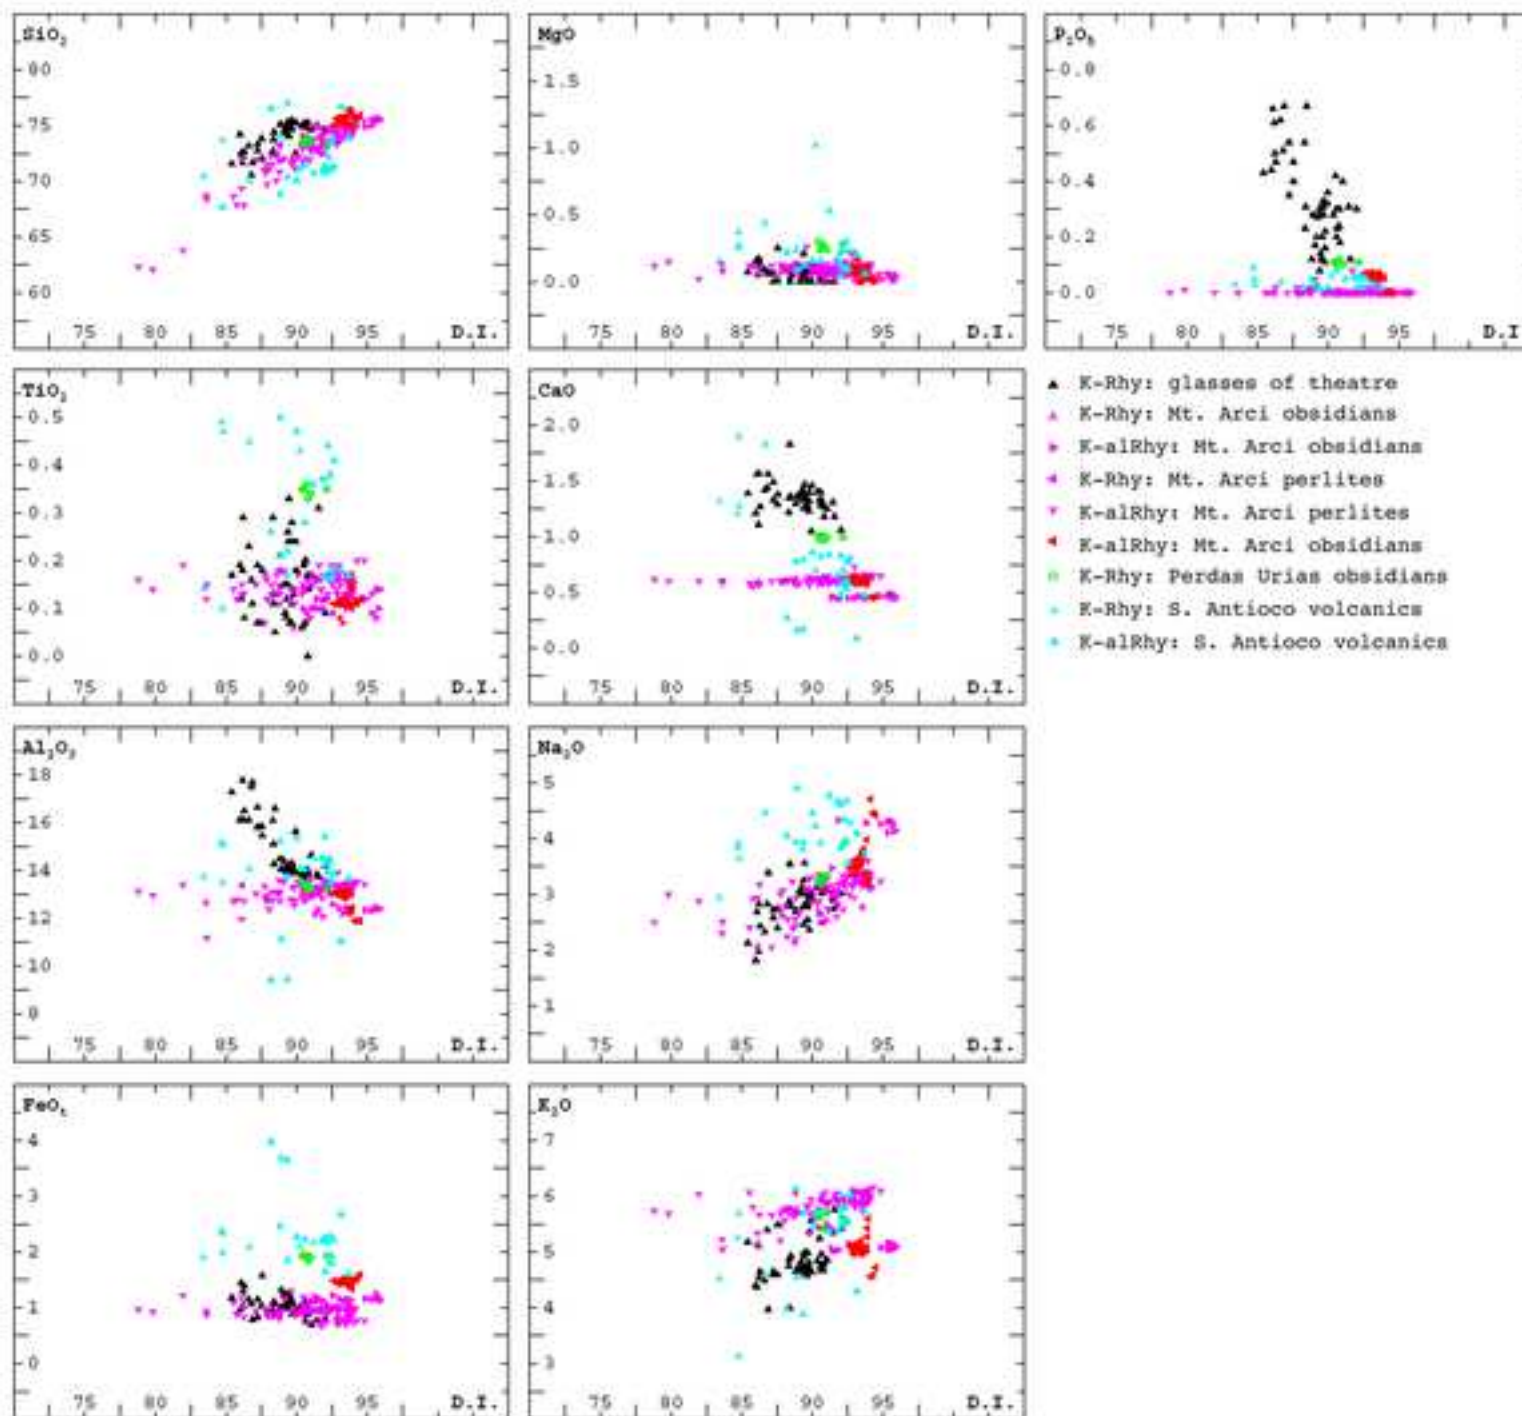 SiO₂
80
75
70
65
60
75 80 85 90 95 D.I.
MgO
1.5
1.0
0.5
0.0
75 80 85 90 95 D.I.
P₂O₅
0.8
0.6
0.4
0.2
0.0
75 80 85 90 95 D.I
TiO₂
0.5
0.4
0.3
0.2
0.1
0.0
75 80 85 90 95 D.I.
CaO
2.0
1.5
1.0
0.5
0.0
75 80 85 90 95 D.I.
K-Rhy: glasses of theatre
K-Rhy: Mt. Arci obsidians
K-alRhy: Mt. Arci obsidians
K-Rhy: Mt. Arci perlites
K-alRhy: Mt. Arci perlites
K-alRhy: Mt. Arci obsidians
K-Rhy: Perdas Urias obsidians
K-Rhy: S. Antioco volcanics
K-alRhy: S. Antioco volcanics
Al₂O₃
18
16
14
12
10
8
75 80 85 90 95 D.I.
Na₂O
5
4
3
2
1
75 80 85 90 95 D.I.
FeOₜ
4
3
2
1
0
75 80 85 90 95 D.I.
K₂O
7
6
5
4
3
75 80 85 90 95 D.I.